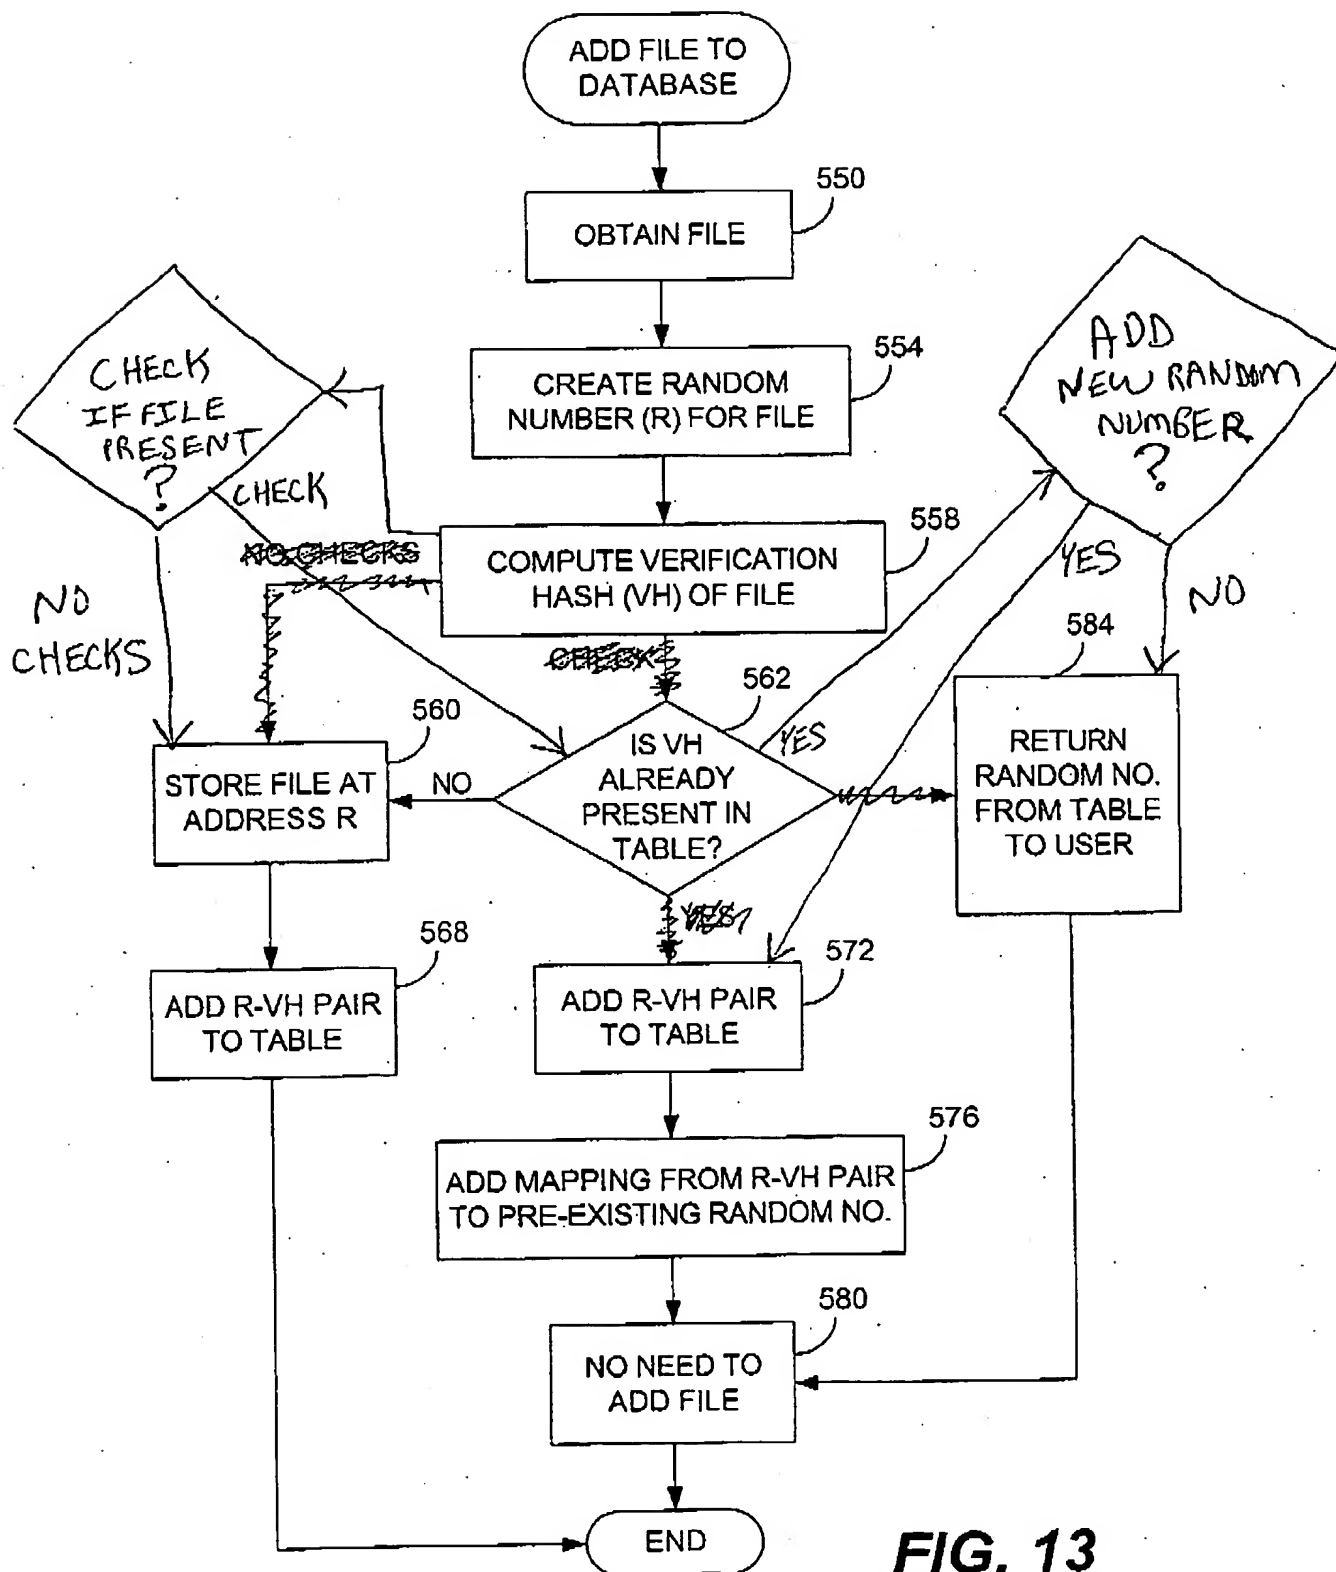 ADD FILE TO
DATABASE
550
OBTAIN FILE
554
CREATE RANDOM
NUMBER (R) FOR FILE
CHECK
IF FILE
PRESENT
?
ADD
NEW RANDOM
NUMBER
?
CHECK
NO CHECKS
558
COMPUTE VERIFICATION
HASH (VH) OF FILE
YES
NO
NO
CHECKS
CHECK
562
584
560
STORE FILE AT
ADDRESS R
NO
IS VH
ALREADY
PRESENT IN
TABLE?
YES
RETURN
RANDOM NO.
FROM TABLE
TO USER
YES
568
ADD R-VH PAIR
TO TABLE
572
ADD R-VH PAIR
TO TABLE
576
ADD MAPPING FROM R-VH PAIR
TO PRE-EXISTING RANDOM NO.
580
NO NEED TO
ADD FILE
END
FIG. 13